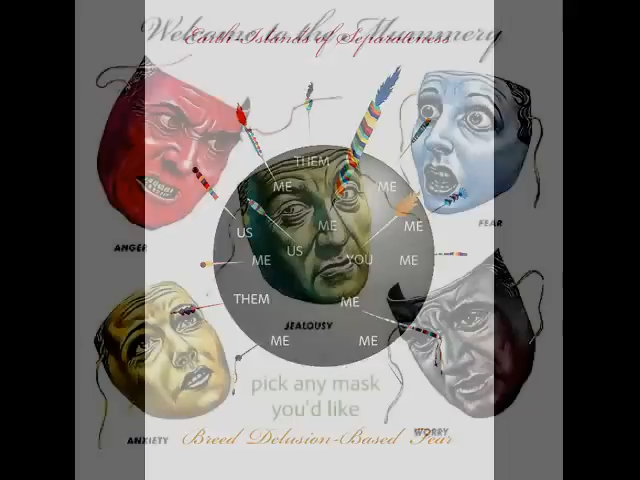 Welcome to the Mummery
Earth-Islands of Separateness
THEM
ME
ME
ME
ME
US
US
YOU
ME
ME
THEM
ME
ME
ME
ANGER
FEAR
JEALOUSY
pick any mask
you'd like
ANXIETY
WORRY
Breed Delusion-Based Fear